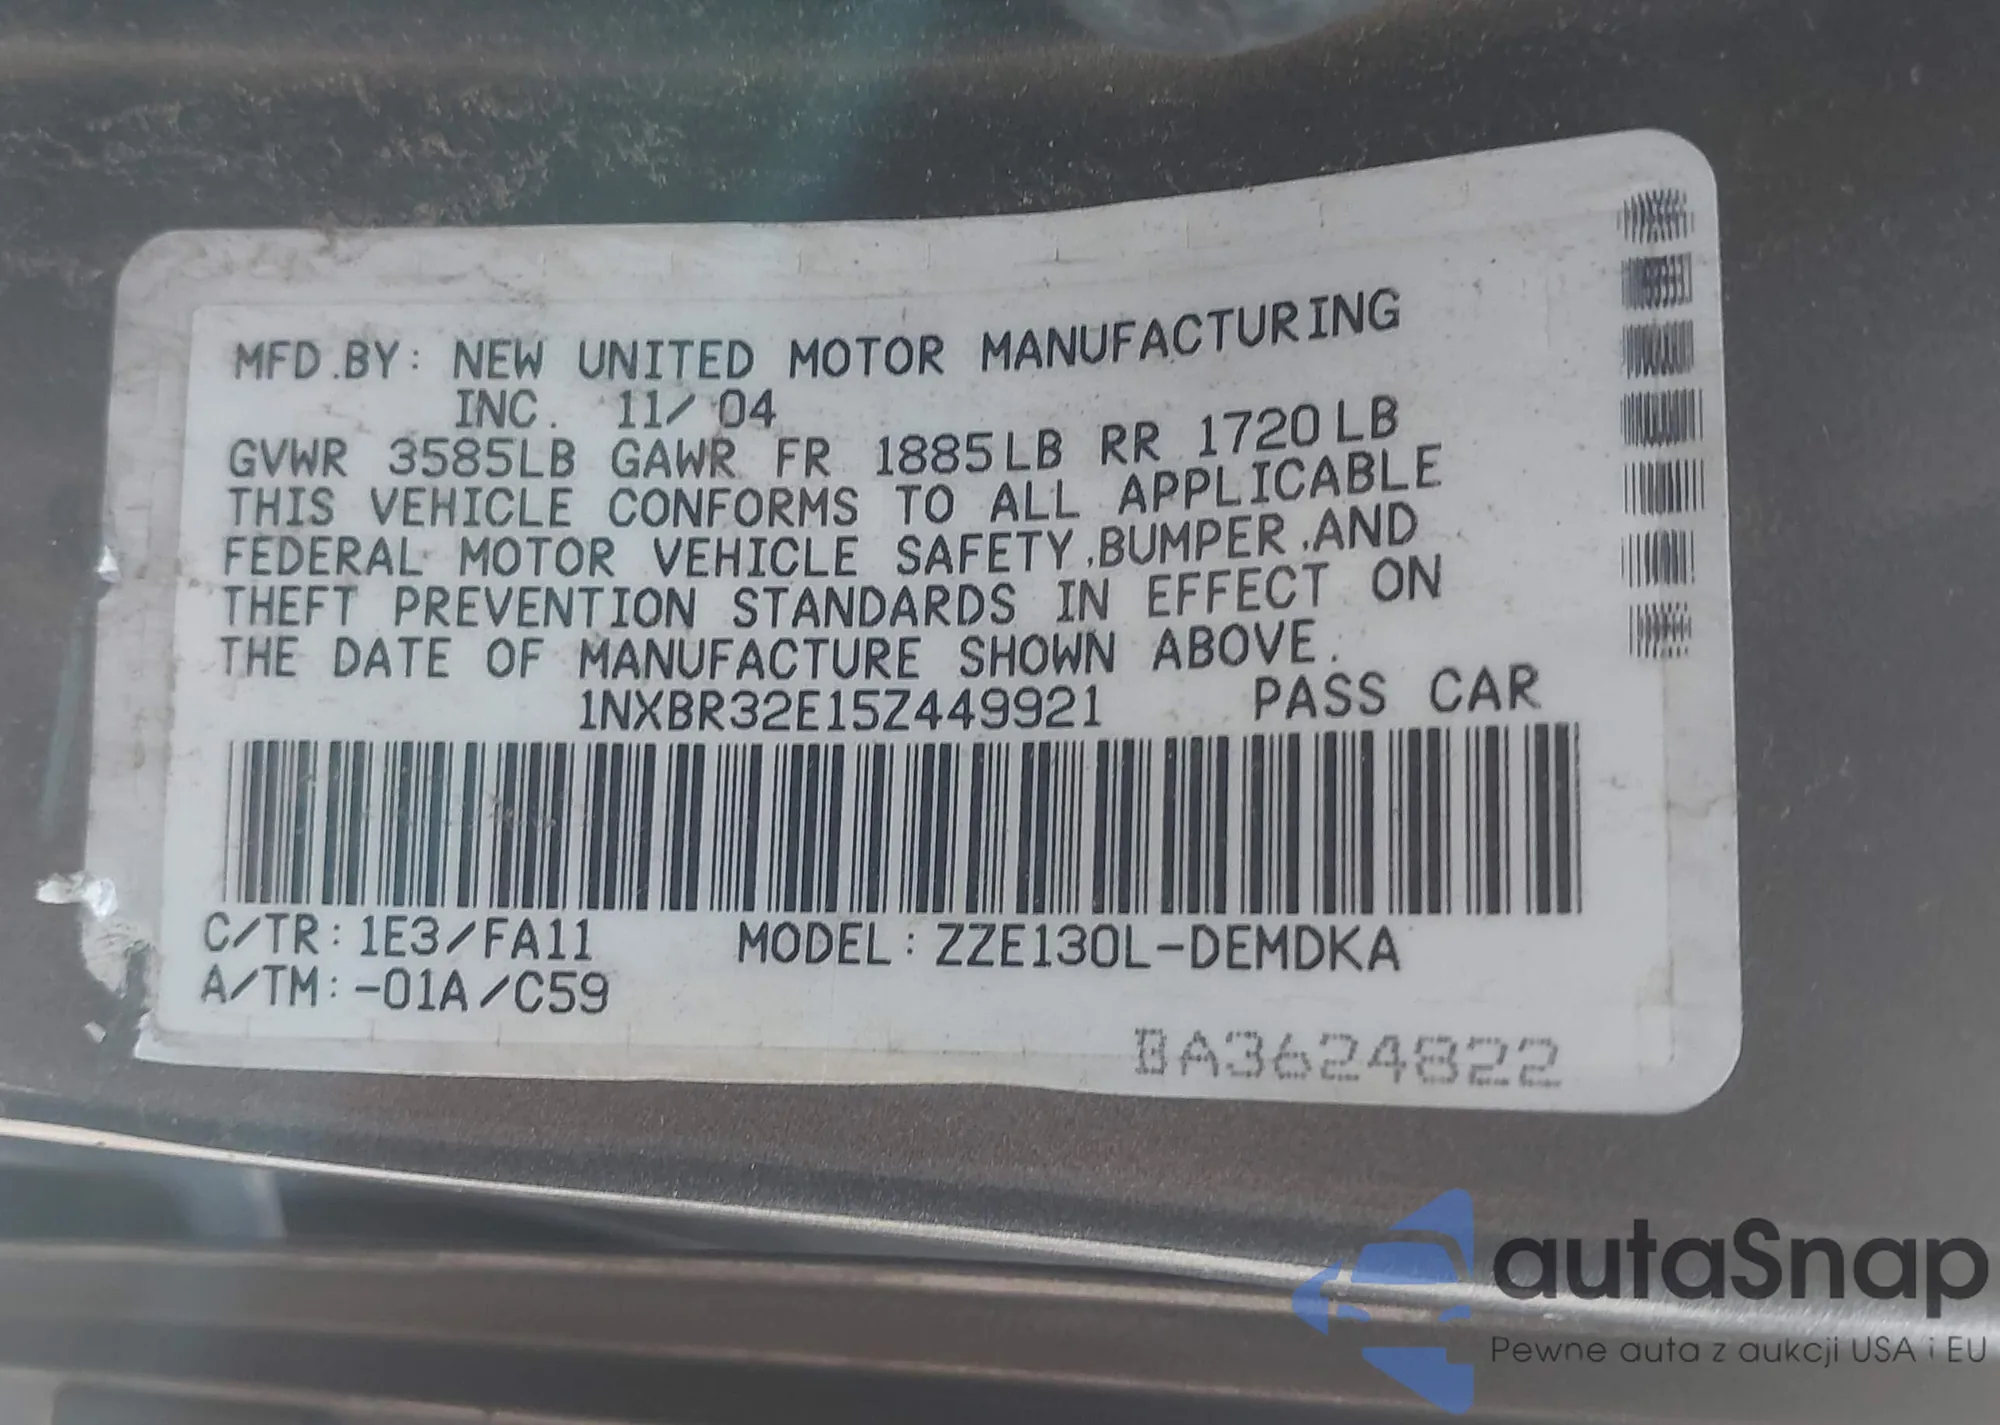 MFD.BY: NEW UNITED MOTOR MANUFACTURING
INC. 11/ 04
GVWR 3585LB GAWR FR 1885LB RR 1720LB
THIS VEHICLE CONFORMS TO ALL APPLICABLE
FEDERAL MOTOR VEHICLE SAFETY,BUMPER,AND
THEFT PREVENTION STANDARDS IN EFFECT ON
THE DATE OF MANUFACTURE SHOWN ABOVE.
1NXBR32E15Z449921 PASS CAR
C/TR: 1E3/FA11 MODEL: ZZE130L-DEMDKA
A/TM: -01A/C59
BA3624822
autaSnap
Pewne auta z aukcji USA i EU